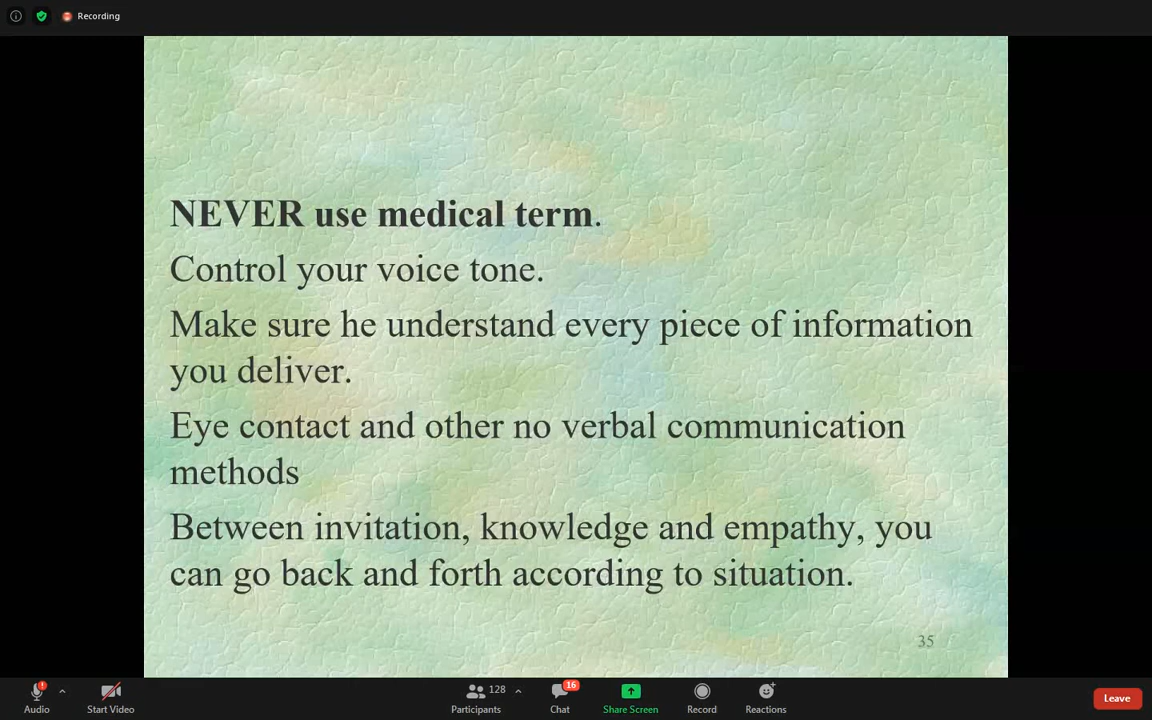 Recording
NEVER use medical term.
Control your voice tone.
Make sure he understand every piece of information
you deliver.
Eye contact and other no verbal communication
methods
Between invitation, knowledge and empathy, you
can go back and forth according to situation.
35
Audio
Start Video
128
Participants
16
Chat
Share Screen
Record
Reactions
Leave